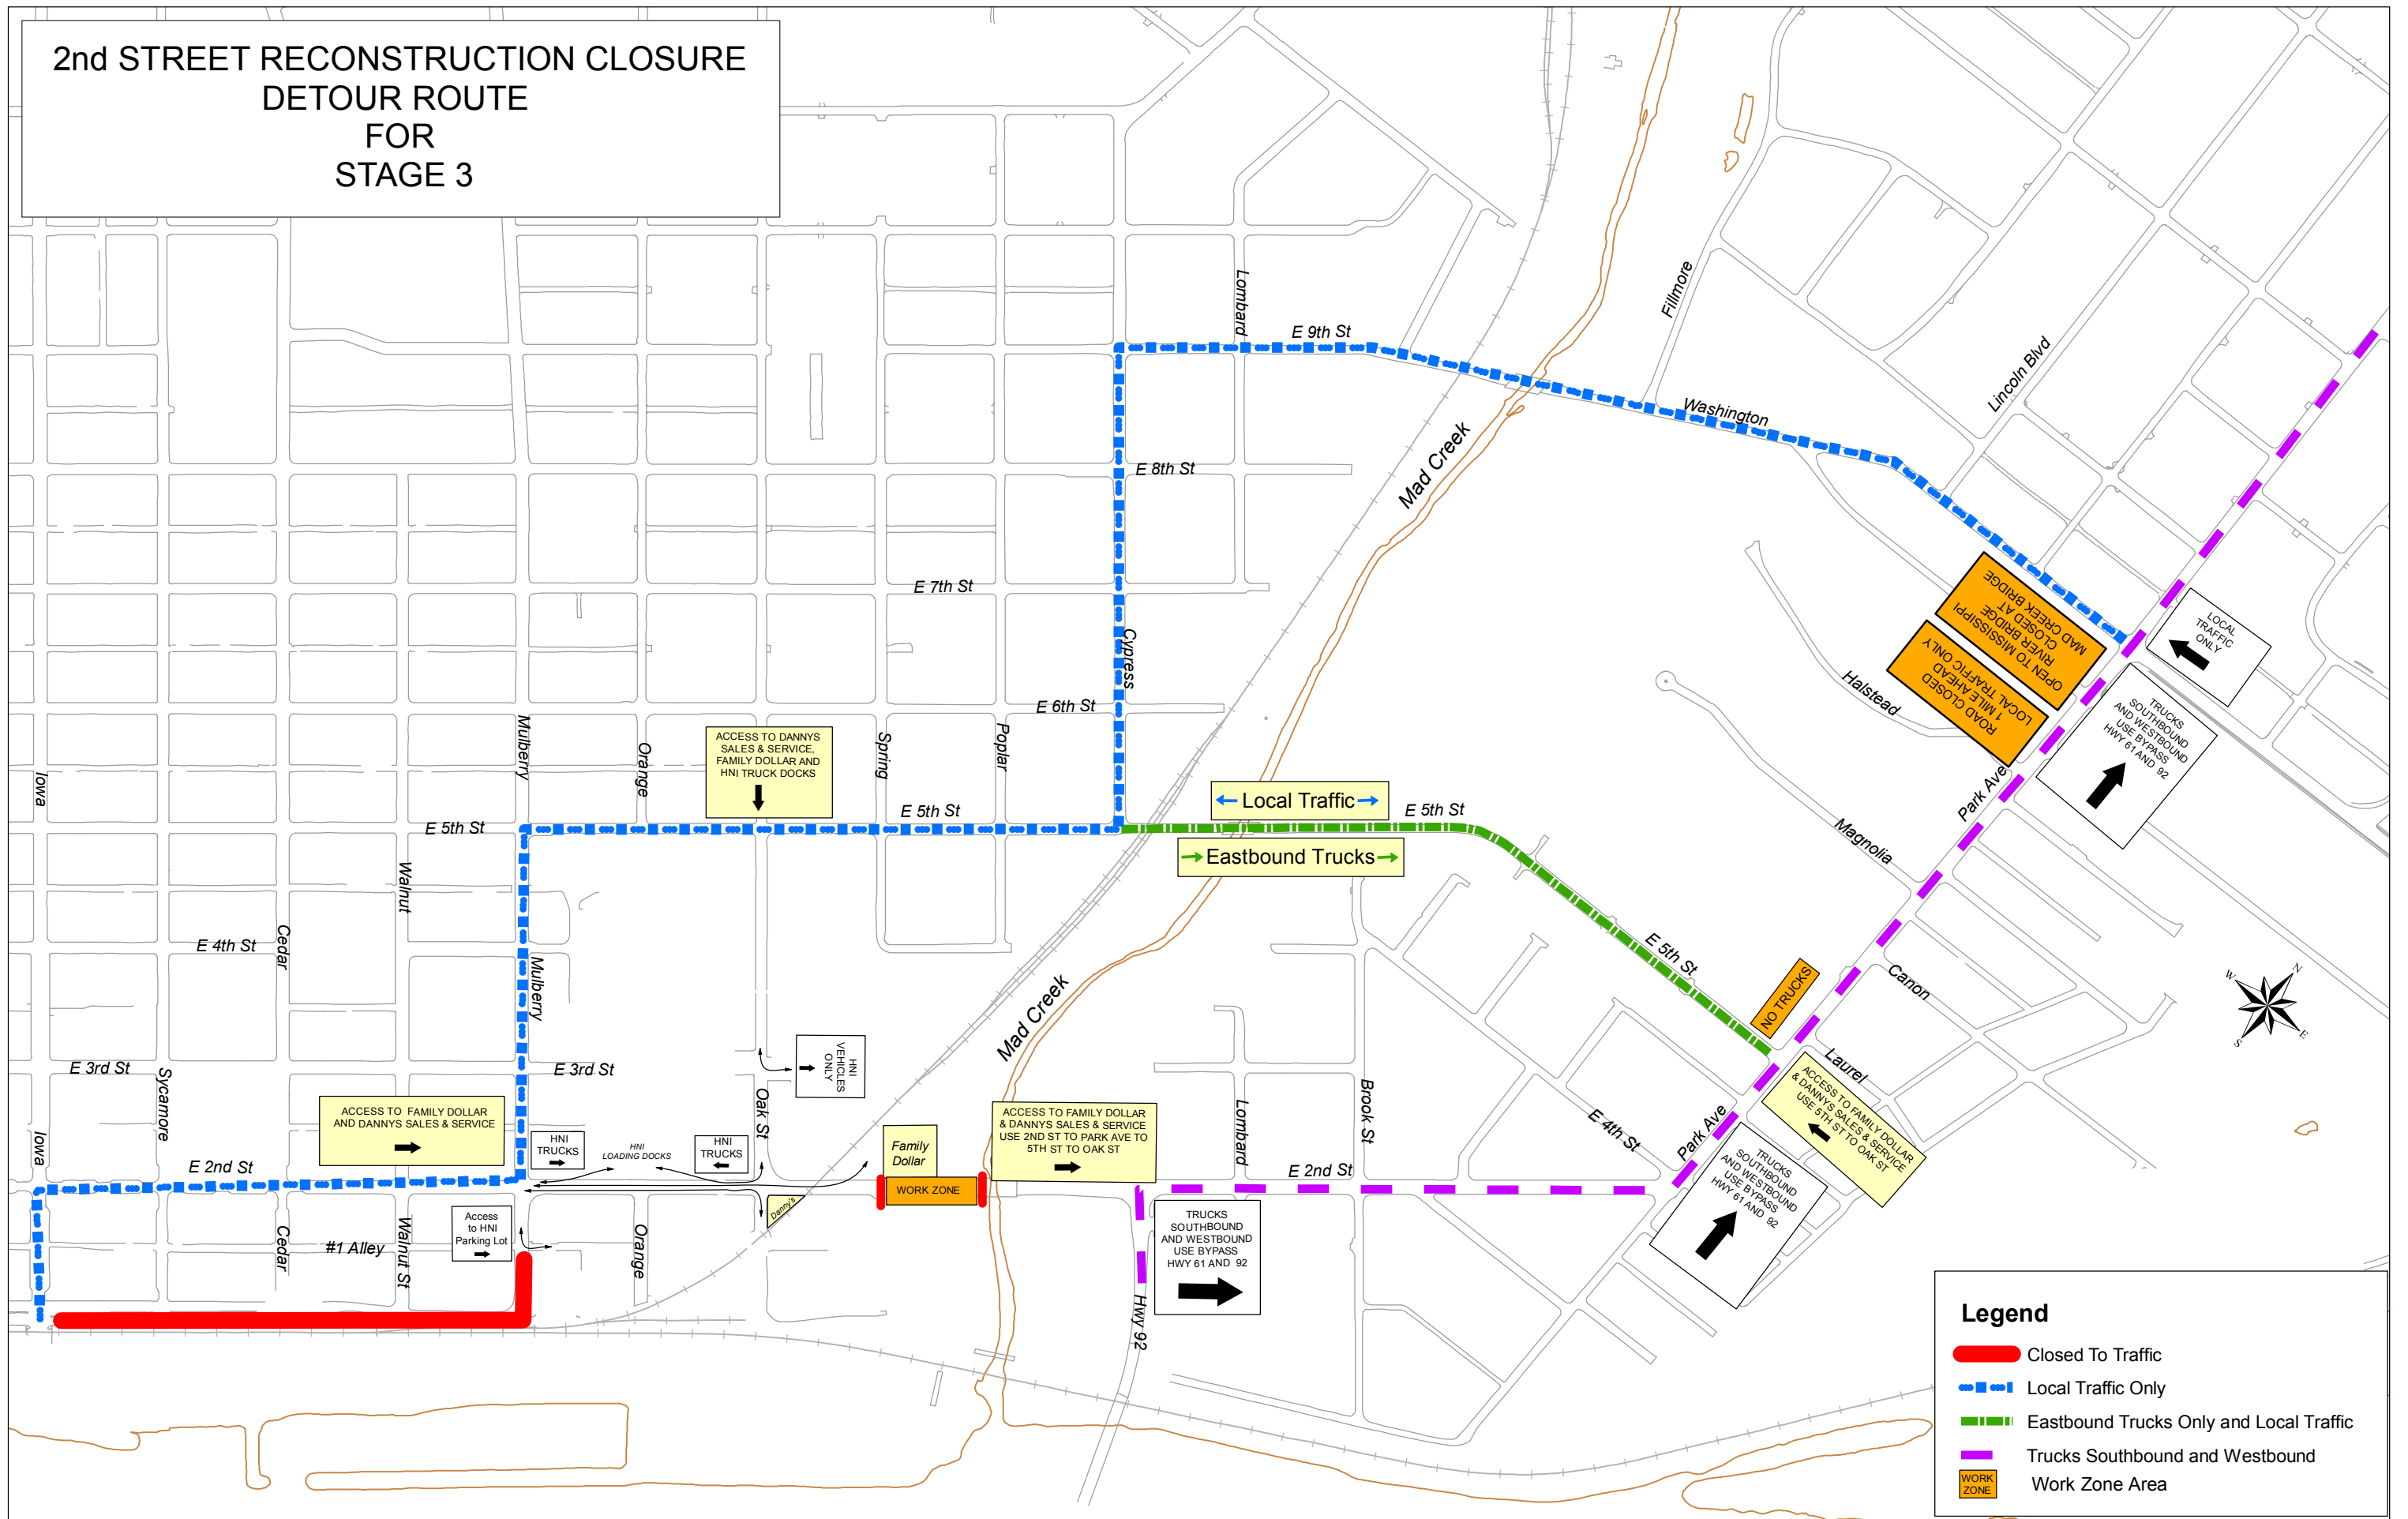 2nd STREET RECONSTRUCTION CLOSURE
DETOUR ROUTE
FOR
STAGE 3
Lombard
E 9th St
Fillmore
Washington
Lincoln Blvd
Mad Creek
E 8th St
E 7th St
Cypress
E 6th St
OPEN TO MISSISSIPPI
RIVER BRIDGE
CLOSED AT
MAD CREEK BRIDGE
ROAD CLOSED
1 MILE AHEAD
LOCAL TRAFFIC ONLY
LOCAL
TRAFFIC
ONLY
TRUCKS
SOUTHBOUND
AND WESTBOUND
USE BYPASS
HWY 61 AND 92
Halstead
Park Ave
Magnolia
Iowa
Mulberry
Orange
ACCESS TO DANNYS
SALES & SERVICE,
FAMILY DOLLAR AND
HNI TRUCK DOCKS
Spring
Poplar
Local Traffic
E 5th St
E 5th St
E 5th St
Eastbound Trucks
Walnut
Cedar
E 4th St
Mulberry
E 5th St
NO TRUCKS
Canon
Laurel
N
W
E
S
Mad Creek
E 3rd St
Sycamore
E 3rd St
HNI
VEHICLES
ONLY
Oak St
ACCESS TO FAMILY DOLLAR
AND DANNYS SALES & SERVICE
HNI
TRUCKS
HNI
LOADING DOCKS
HNI
TRUCKS
Family
Dollar
WORK ZONE
ACCESS TO FAMILY DOLLAR
& DANNYS SALES & SERVICE
USE 2ND ST TO PARK AVE TO
5TH ST TO OAK ST
Lombard
Brook St
E 4th St
Park Ave
ACCESS TO FAMILY DOLLAR
& DANNYS SALES & SERVICE
USE 5TH ST TO OAK ST
Iowa
E 2nd St
E 2nd St
Danny's
Access
to HNI
Parking Lot
Cedar
#1 Alley
Walnut St
Orange
TRUCKS
SOUTHBOUND
AND WESTBOUND
USE BYPASS
HWY 61 AND 92
TRUCKS
SOUTHBOUND
AND WESTBOUND
USE BYPASS
HWY 61 AND 92
Hwy 92
Legend
Closed To Traffic
Local Traffic Only
Eastbound Trucks Only and Local Traffic
Trucks Southbound and Westbound
WORK
ZONE
Work Zone Area